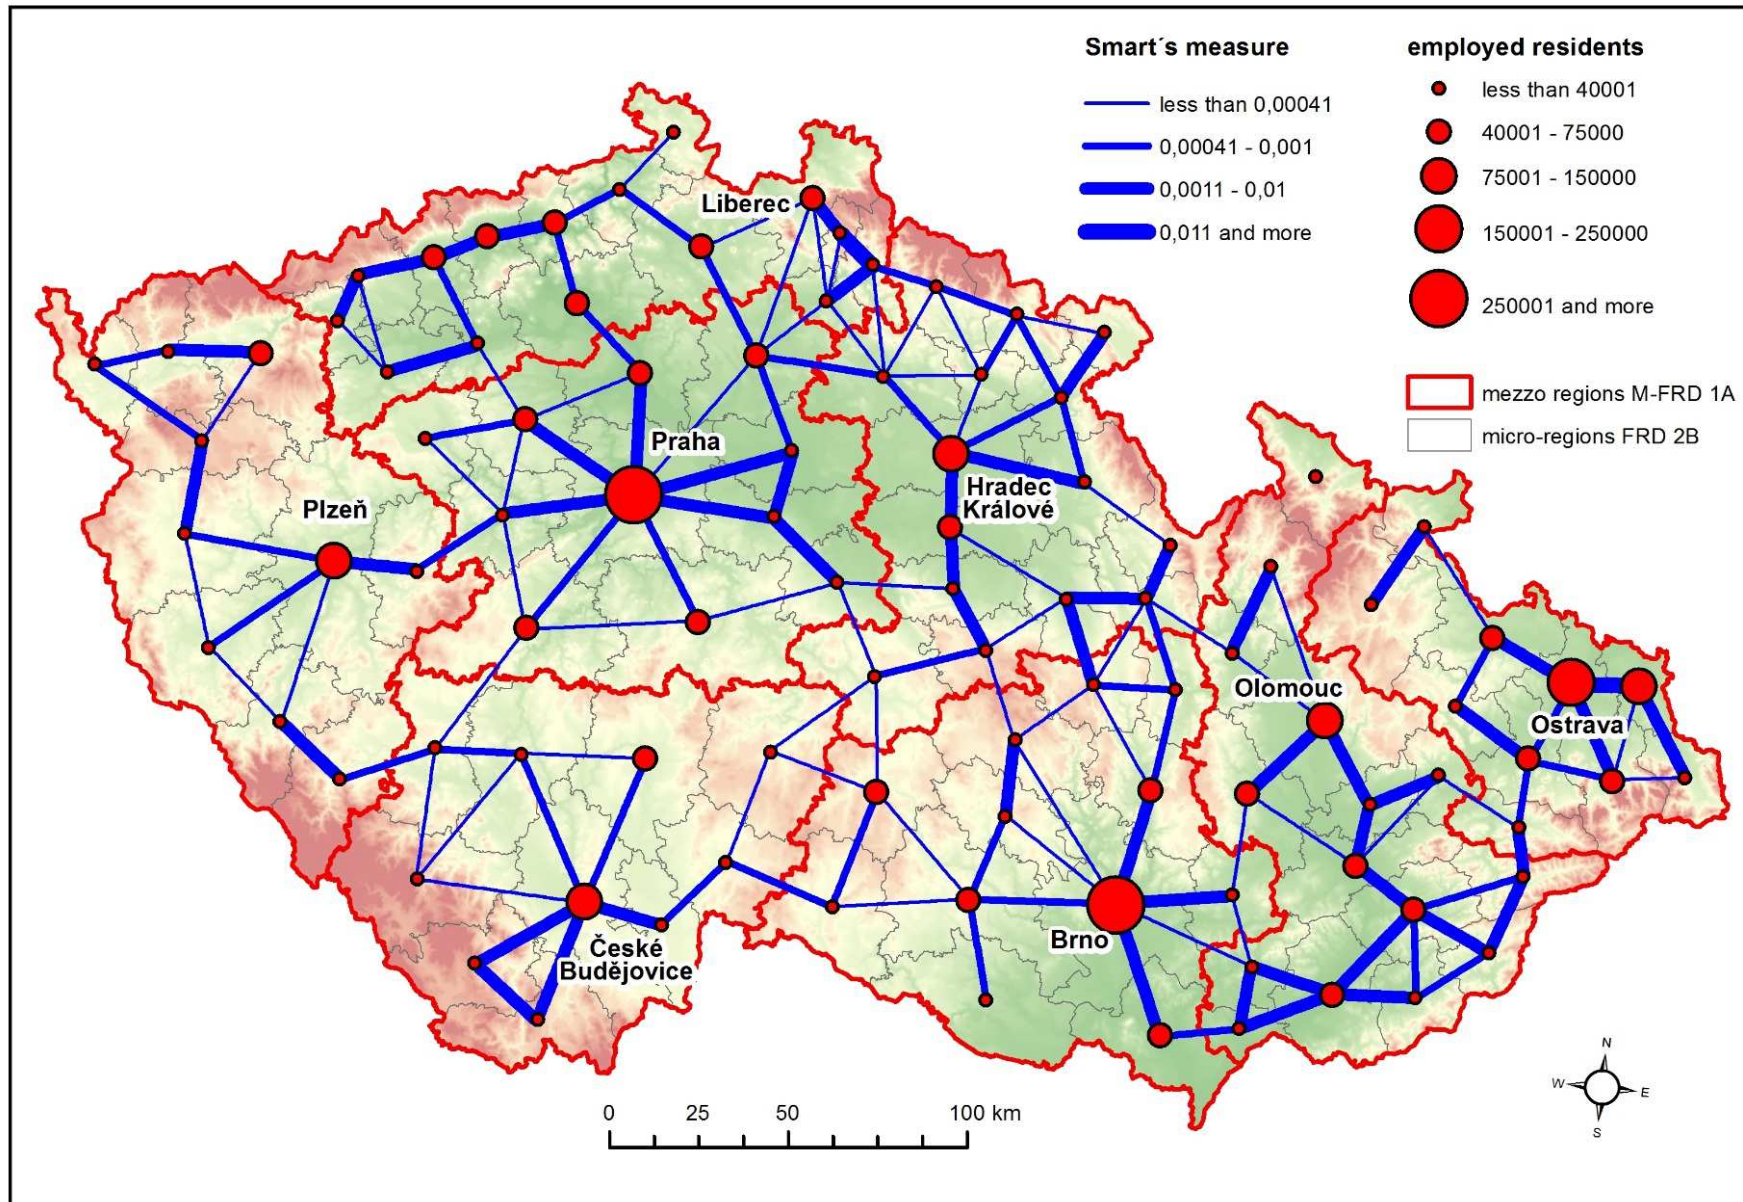 Smart´s measure
less than 0,00041
0,00041 - 0,001
0,0011 - 0,01
0,011 and more
employed residents
less than 40001
40001 - 75000
75001 - 150000
150001 - 250000
250001 and more
mezzo regions M-FRD 1A
micro-regions FRD 2B
Liberec
Praha
Plzeň
Hradec
Králové
Olomouc
Ostrava
Brno
České
Budějovice
0 25 50 100 km
N
W E
S